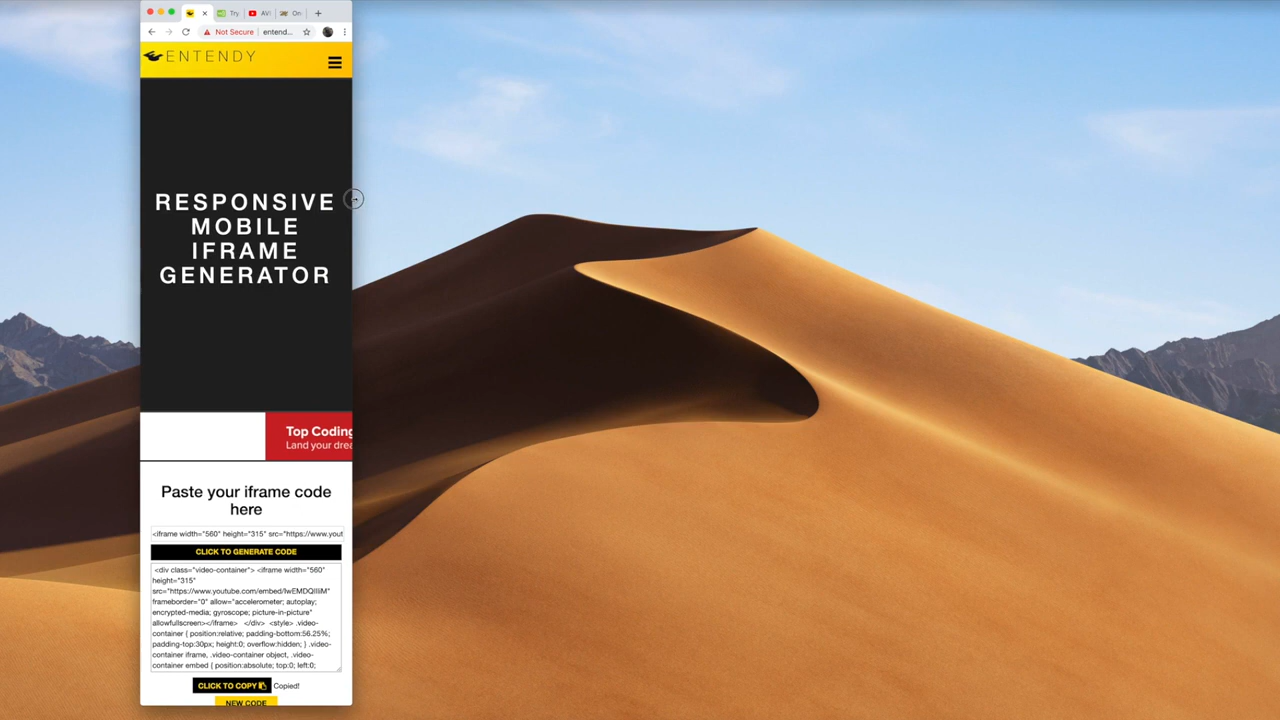 Try
AVI
On
Not Secure
entend...
ENTENDY
RESPONSIVE
MOBILE
IFRAME
GENERATOR
Top Coding
Land your drea
Paste your iframe code
here
<iframe width="560" height="315" src="https://www.yout
CLICK TO GENERATE CODE
<div class="video-container"> <iframe width="560"
height="315"
src="https://www.youtube.com/embed/
frameborder="0" allow="accelerometer; autoplay;
encrypted-media; gyroscope; picture-in-picture"
allowfullscreen></iframe> </div> <style> .video-
container { position:relative; padding-bottom:56.25%;
padding-top:30px; height:0; overflow:hidden; } .video-
container iframe, .video-container object, .video-
container embed { position:absolute; top:0; left:0;
CLICK TO COPY
Copied!
NEW CODE